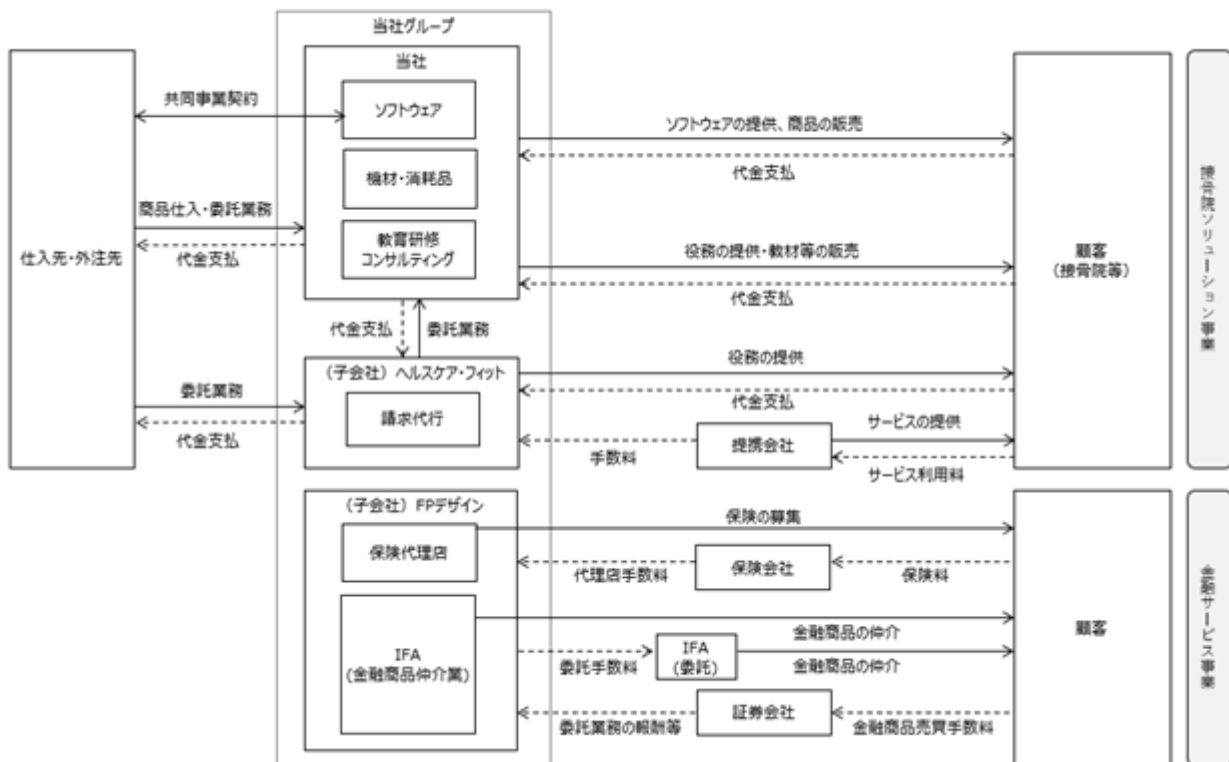 当社グループ
当社
共同事業契約
ソフトウェア
ソフトウェアの提供、商品の販売
代金支払
機材・消耗品
商品仕入・委託業務
代金支払
教育研修
コンサルティング
役務の提供・教材等の販売
代金支払
仕入先・外注先
顧客
(接骨院等)
接骨院ソリューション事業
代金支払
委託業務
(子会社) ヘルスケア・フィット
役務の提供
代金支払
委託業務
代金支払
請求代行
手数料
提携会社
サービスの提供
サービス利用料
(子会社) FPデザイン
保険代理店
保険の募集
代理店手数料
保険会社
保険料
IFA
(金融商品仲介業)
金融商品の仲介
委託手数料
IFA
(委託)
金融商品の仲介
委託業務の報酬等
証券会社
金融商品売買手数料
顧客
金融サービス事業